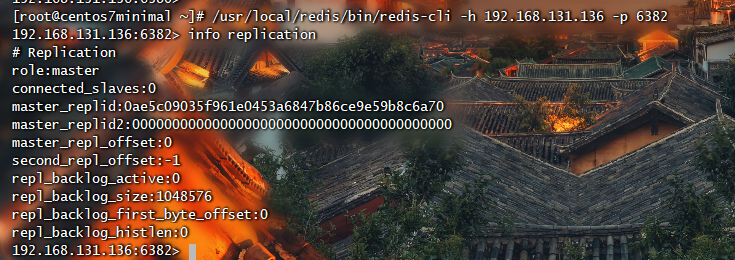 [root@centos7minimal ~]# /usr/local/redis/bin/redis-cli -h 192.168.131.136 -p 6382
192.168.131.136:6382> info replication
# Replication
role:master
connected_slaves:0
master_replid:0ae5c09035f961e0453a6847b86ce9e59b8c6a70
master_replid2:0000000000000000000000000000000000000000
master_repl_offset:0
second_repl_offset:-1
repl_backlog_active:0
repl_backlog_size:1048576
repl_backlog_first_byte_offset:0
repl_backlog_histlen:0
192.168.131.136:6382>